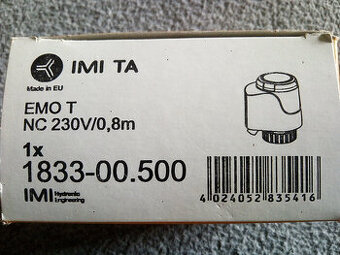 IMI TA
Made in EU
EMO T
NC 230V/0,8m
1x
1833-00.500
IMI Hydronic
Engineering
4 024052 835416